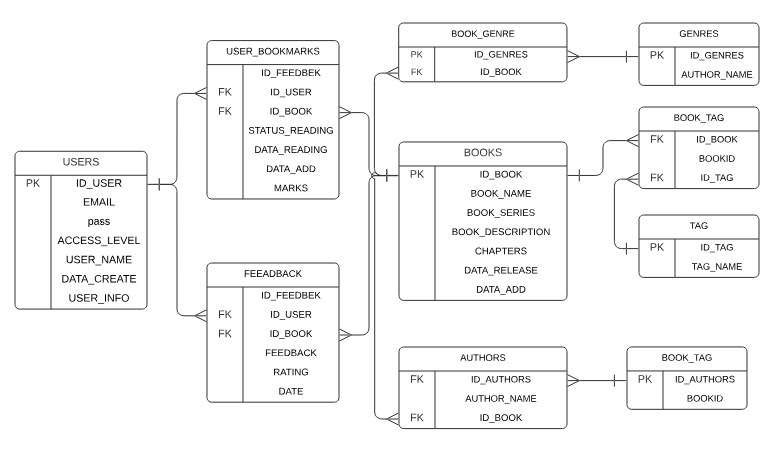 USERS
PK ID_USER
EMAIL
pass
ACCESS_LEVEL
USER_NAME
DATA_CREATE
USER_INFO
USER_BOOKMARKS
ID_FEEDBEK
FK ID_USER
FK ID_BOOK
STATUS_READING
DATA_READING
DATA_ADD
MARKS
FEEADBACK
ID_FEEDBEK
FK ID_USER
FK ID_BOOK
FEEDBACK
RATING
DATE
BOOK_GENRE
PK ID_GENRES
FK ID_BOOK
BOOKS
PK ID_BOOK
BOOK_NAME
BOOK_SERIES
BOOK_DESCRIPTION
CHAPTERS
DATA_RELEASE
DATA_ADD
AUTHORS
FK ID_AUTHORS
AUTHOR_NAME
FK ID_BOOK
GENRES
PK ID_GENRES
AUTHOR_NAME
BOOK_TAG
FK ID_BOOK
BOOKID
FK ID_TAG
TAG
PK ID_TAG
TAG_NAME
BOOK_TAG
PK ID_AUTHORS
BOOKID